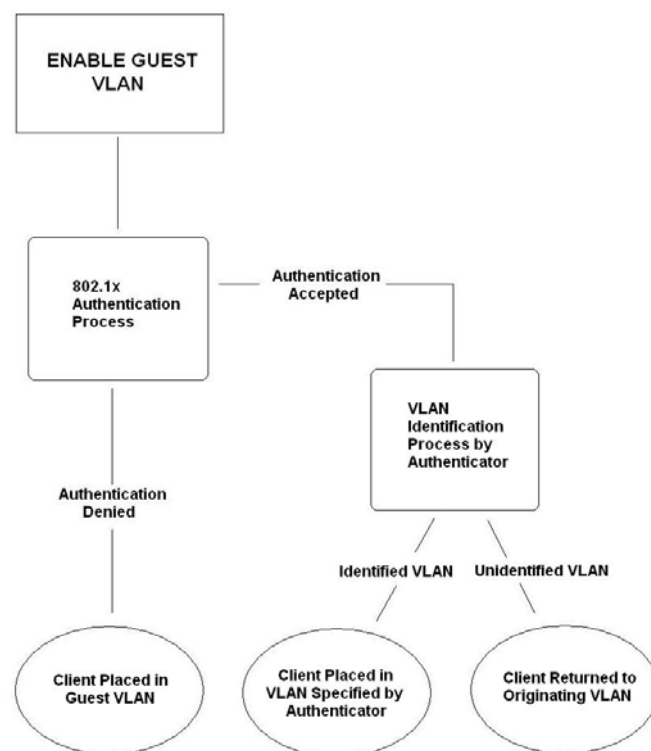 ENABLE GUEST
VLAN
802.1x
Authentication
Process
Authentication
Accepted
VLAN
Identification
Process by
Authenticator
Authentication
Denied
Identified VLAN
Unidentified VLAN
Client Placed in
Guest VLAN
Client Placed in
VLAN Specified by
Authenticator
Client Returned to
Originating VLAN